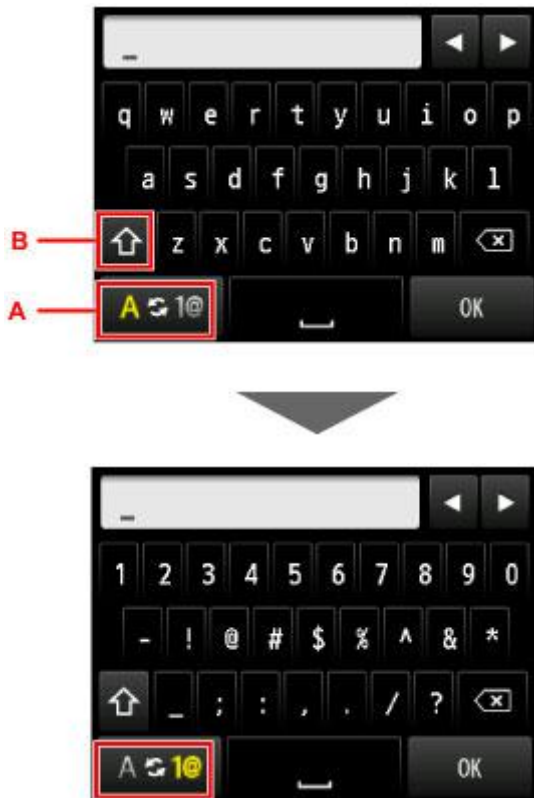 _
q w e r t y u i o p
a s d f g h j k l
B
z x c v b n m
A
A 1@ OK
_
1 2 3 4 5 6 7 8 9 0
- ! @ # $ % ^ & *
_ ; : , . / ?
A 1@ OK